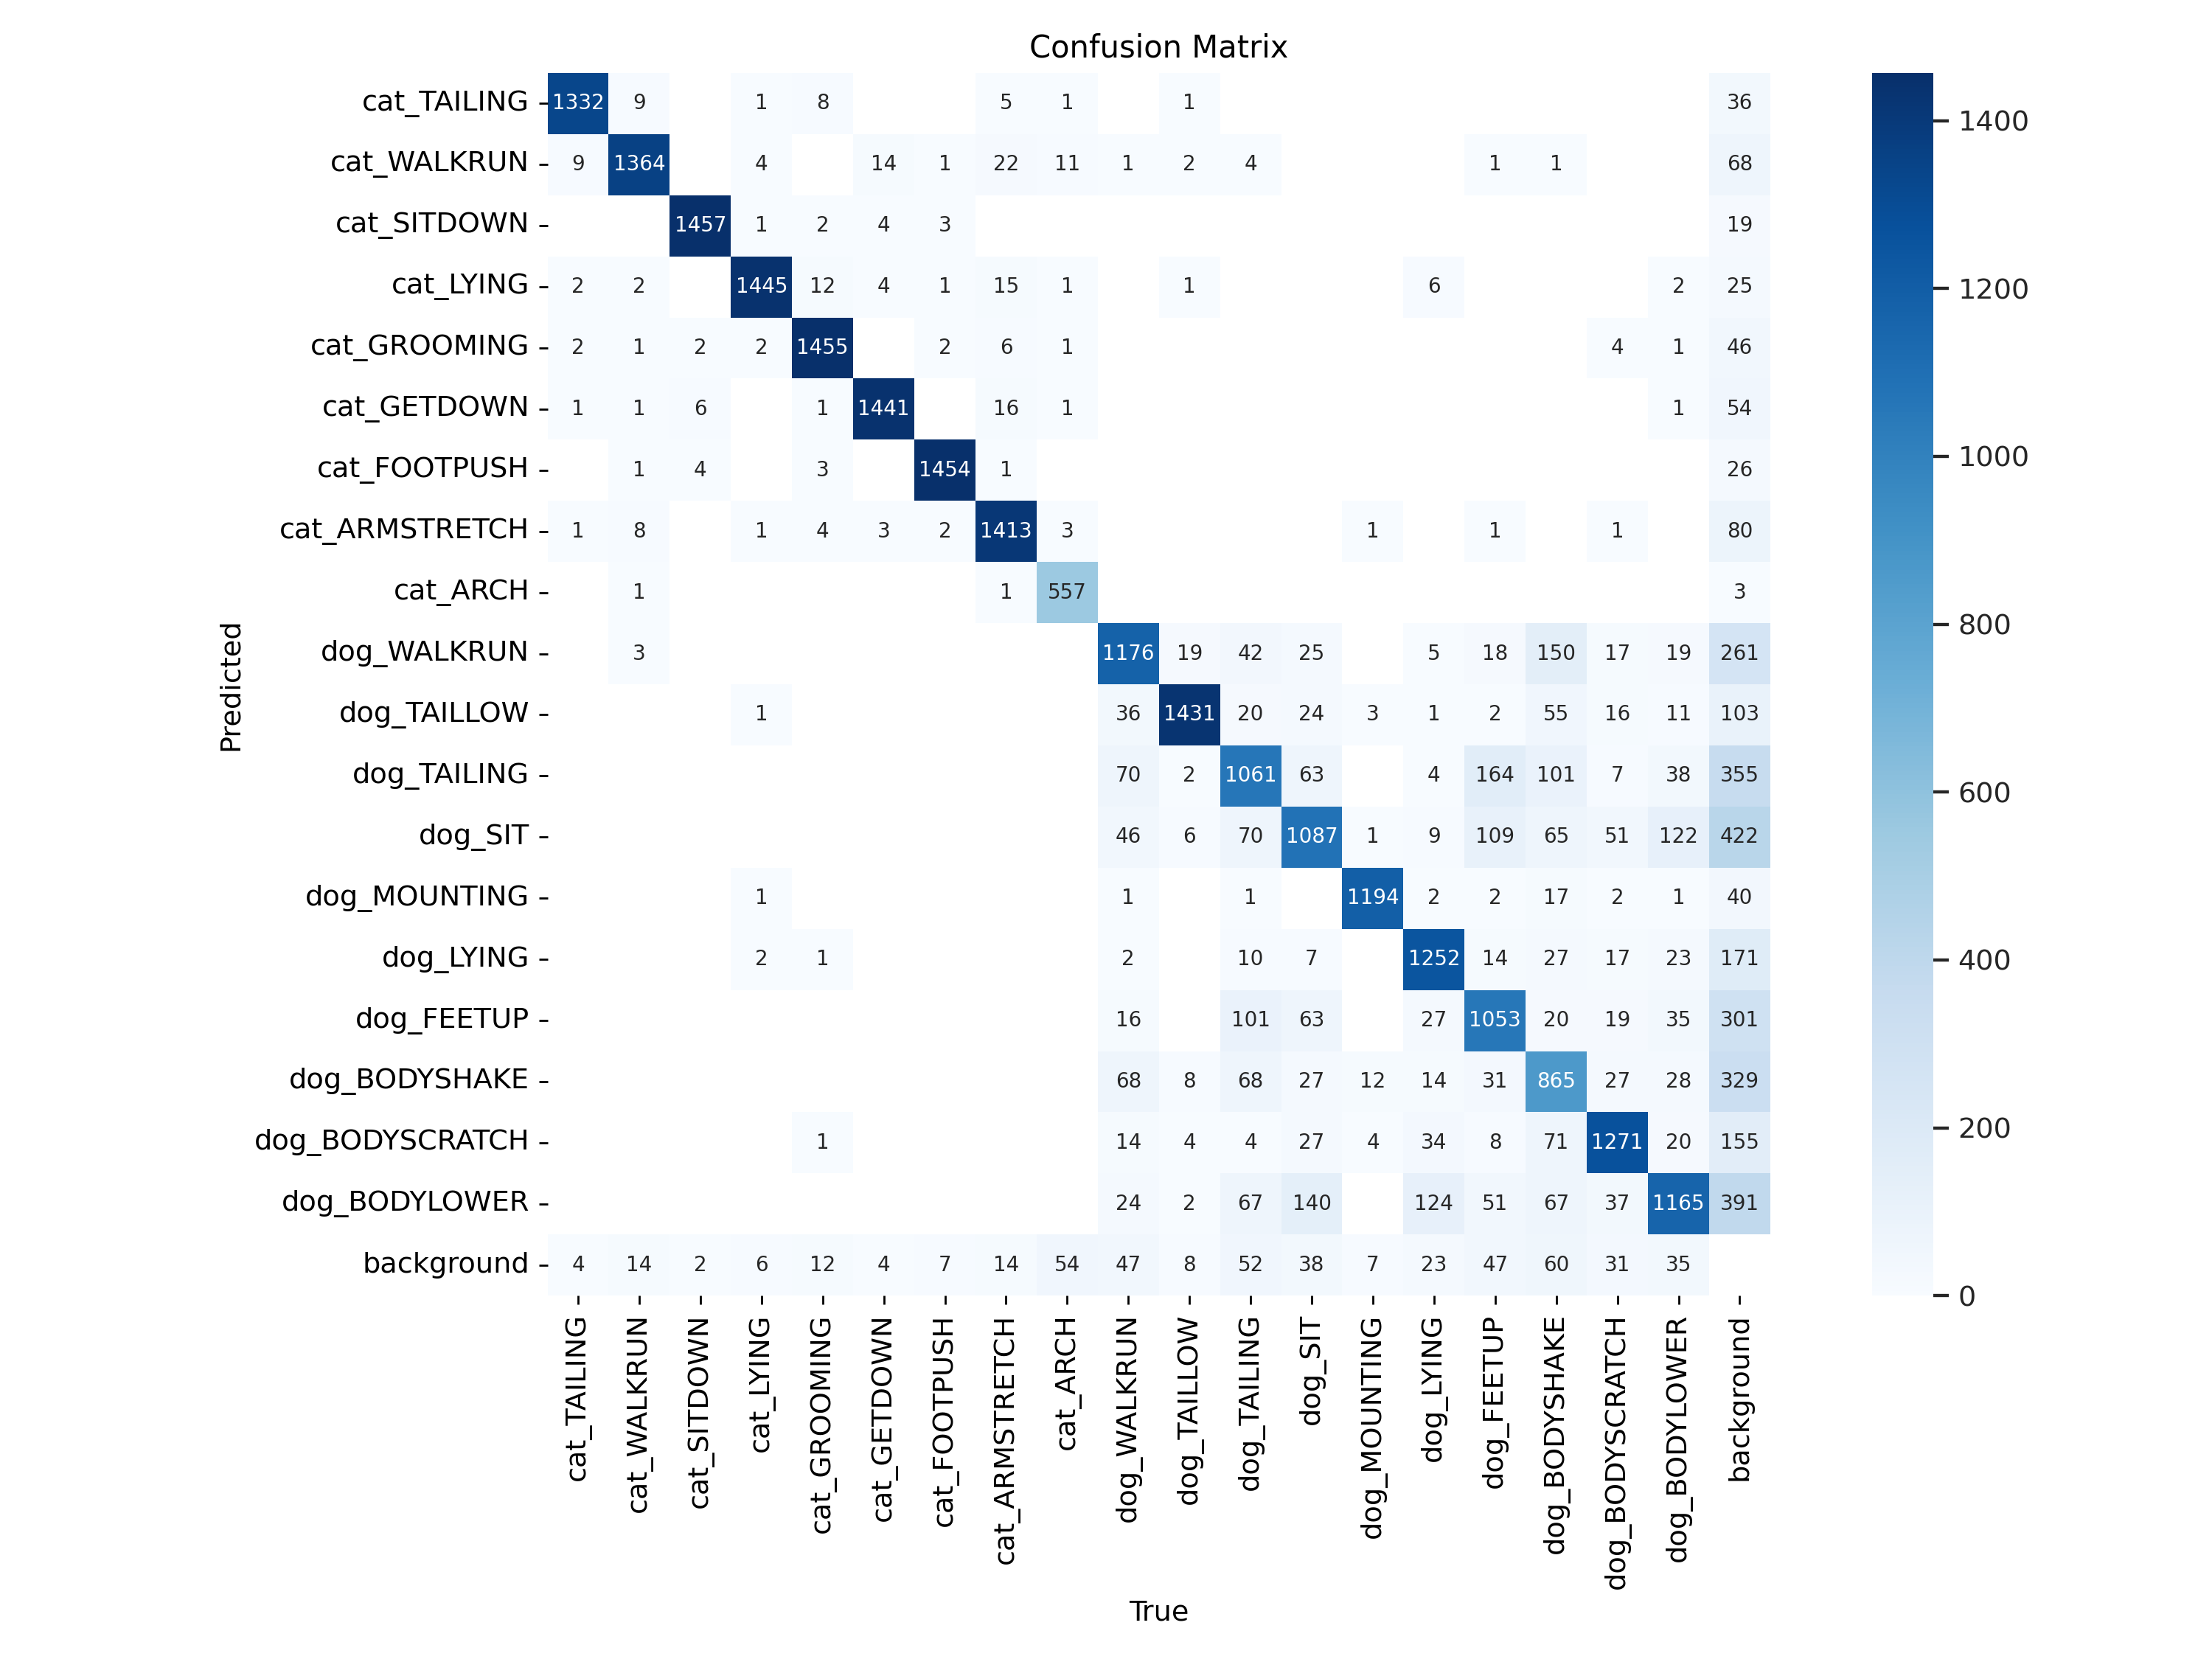 Confusion Matrix
cat_TAILING 1332 9 1 8 5 1 1 36
cat_WALKRUN 9 1364 4 14 1 22 11 1 2 4 1 1 68
cat_SITDOWN 1457 1 2 4 3 19
cat_LYING 2 2 1445 12 4 1 15 1 1 6 2 25
cat_GROOMING 2 1 2 2 1455 2 6 1 4 1 46
cat_GETDOWN 1 1 6 1 1441 16 1 1 54
cat_FOOTPUSH 1 4 3 1454 1 26
cat_ARMSTRETCH 1 8 1 4 3 2 1413 3 1 1 1 80
cat_ARCH 1 1 557 3
dog_WALKRUN 3 1176 19 42 25 5 18 150 17 19 261
dog_TAILLOW 1 36 1431 20 24 3 1 2 55 16 11 103
dog_TAILING 70 2 1061 63 4 164 101 7 38 355
dog_SIT 46 6 70 1087 1 9 109 65 51 122 422
dog_MOUNTING 1 1 1 1194 2 2 17 2 1 40
dog_LYING 2 1 2 10 7 1252 14 27 17 23 171
dog_FEETUP 16 101 63 27 1053 20 19 35 301
dog_BODYSHAKE 68 8 68 27 12 14 31 865 27 28 329
dog_BODYSCRATCH 1 14 4 4 27 4 34 8 71 1271 20 155
dog_BODYLOWER 24 2 67 140 124 51 67 37 1165 391
background 4 14 2 6 12 4 7 14 54 47 8 52 38 7 23 47 60 31 35
Predicted
cat_TAILING
cat_WALKRUN
cat_SITDOWN
cat_LYING
cat_GROOMING
cat_GETDOWN
cat_FOOTPUSH
cat_ARMSTRETCH
cat_ARCH
dog_WALKRUN
dog_TAILLOW
dog_TAILING
dog_SIT
dog_MOUNTING
dog_LYING
dog_FEETUP
dog_BODYSHAKE
dog_BODYSCRATCH
dog_BODYLOWER
background
True
1400
1200
1000
800
600
400
200
0